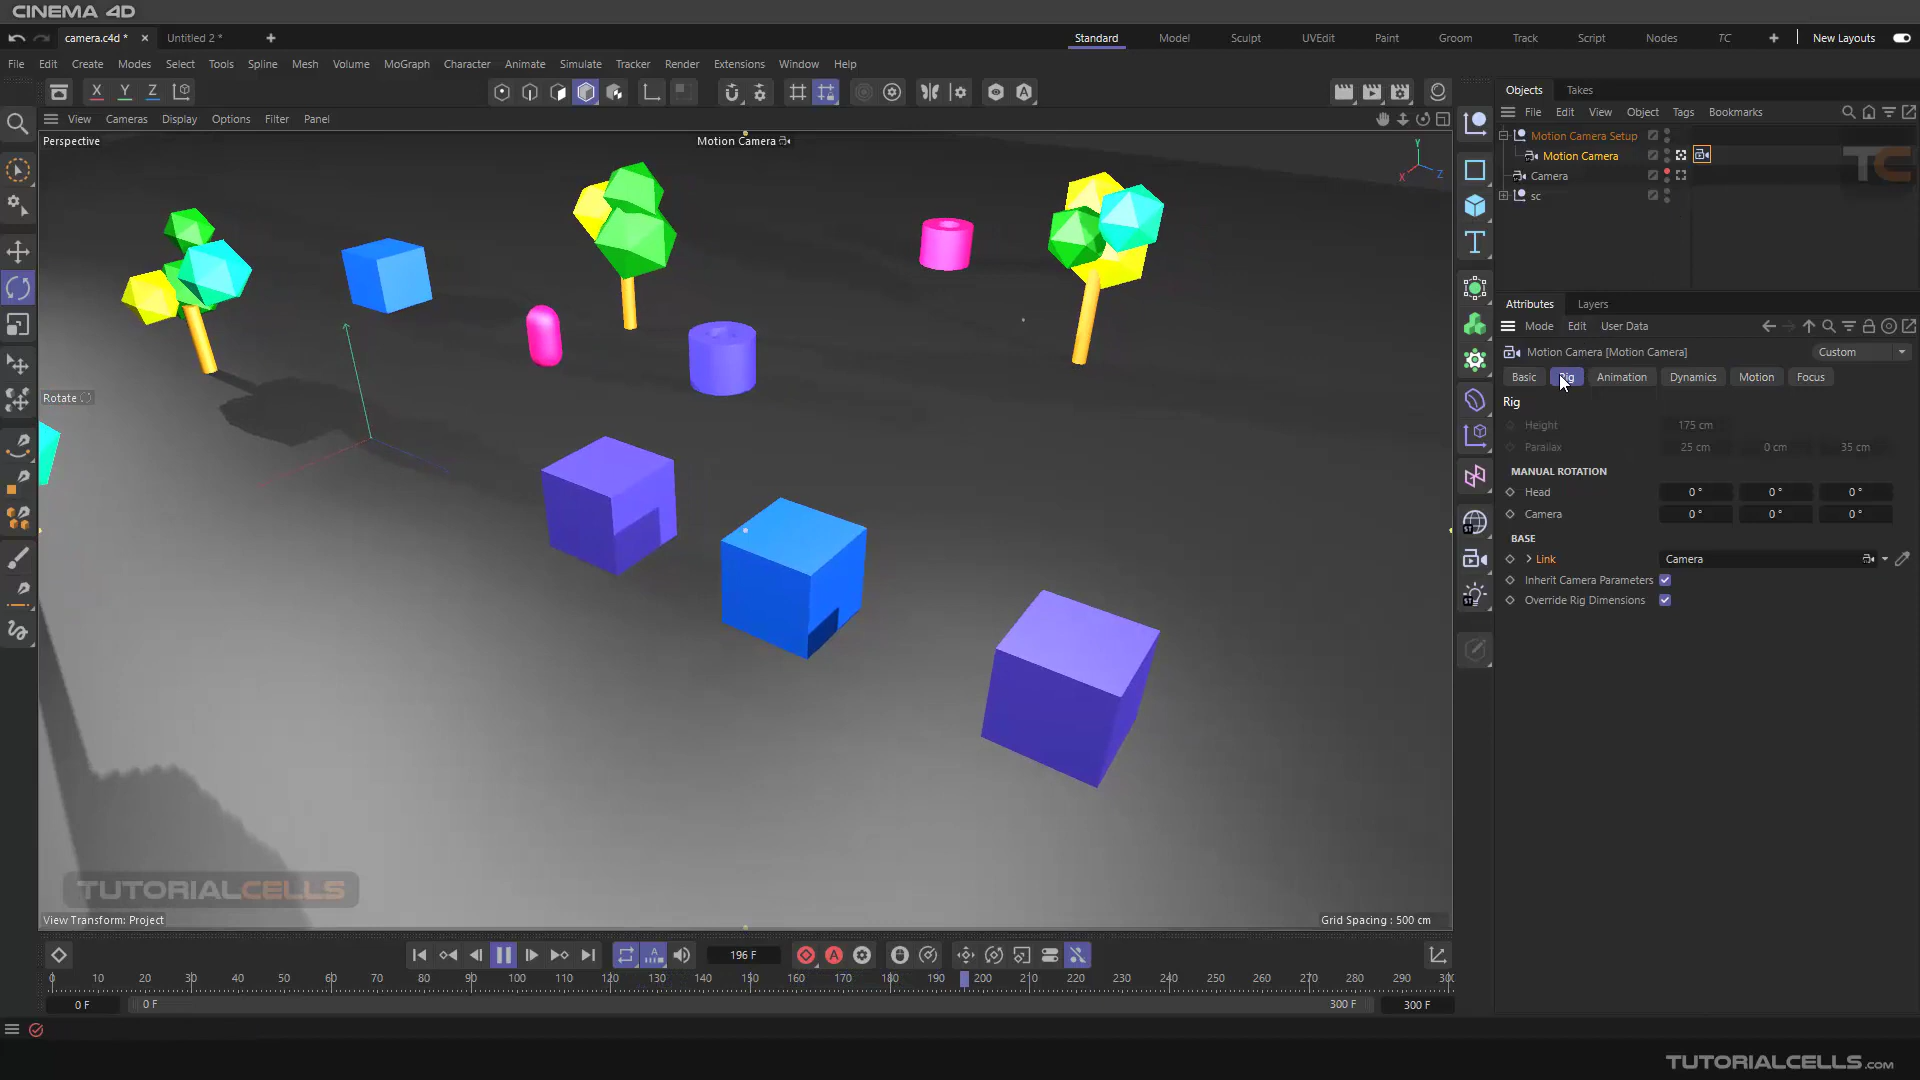 CINEMA 4D
camera.c4d * × Untitled 2 * +
Standard Model Sculpt UVEdit Paint Groom Track Script Nodes TC + New Layouts
File Edit Create Modes Select Tools Spline Mesh Volume MoGraph Character Animate Simulate Tracker Render Extensions Window Help
X Y Z
View Cameras Display Options Filter Panel
Perspective
Motion Camera
Y
X
Z
Rotate
TUTORIALCELLS
View Transform: Project
Grid Spacing : 500 cm
196 F
A
0 10 20 30 40 50 60 70 80 90 100 110 120 130 140 150 160 170 180 190 200 210 220 230 240 250 260 270 280 290 30
0 F
0 F
300 F
300 F
Objects Takes
File Edit View Object Tags Bookmarks
Motion Camera Setup
Motion Camera
Camera
sc
TC
Attributes Layers
Mode Edit User Data
Motion Camera [Motion Camera]
Custom
Basic Rig Animation Dynamics Motion Focus
Rig
Height 175 cm
Parallax 25 cm 0 cm 35 cm
MANUAL ROTATION
Head 0 ° 0 ° 0 °
Camera 0 ° 0 ° 0 °
BASE
> Link Camera
Inherit Camera Parameters
Override Rig Dimensions
TUTORIALCELLS.com